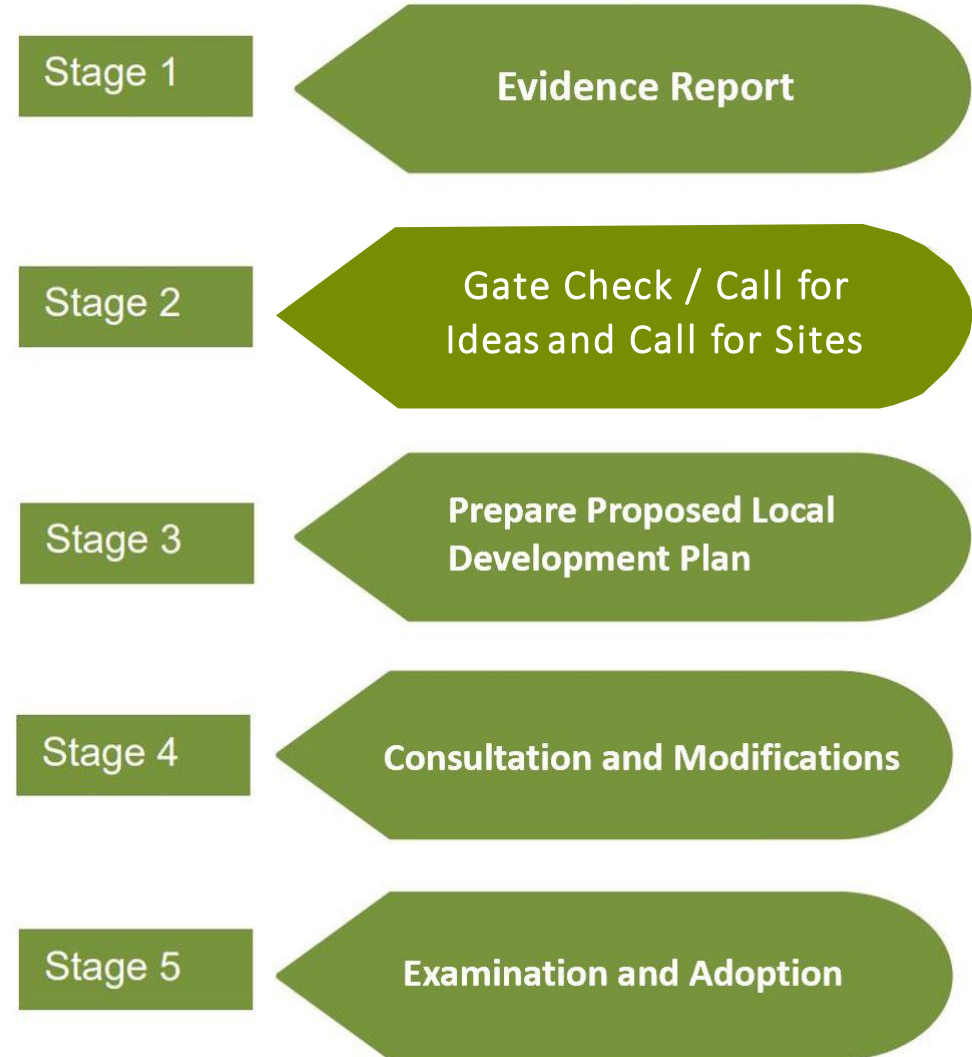 Stage 1
Evidence Report
Stage 2
Gate Check / Call for
Ideas and Call for Sites
Stage 3
Prepare Proposed Local
Development Plan
Stage 4
Consultation and Modifications
Stage 5
Examination and Adoption